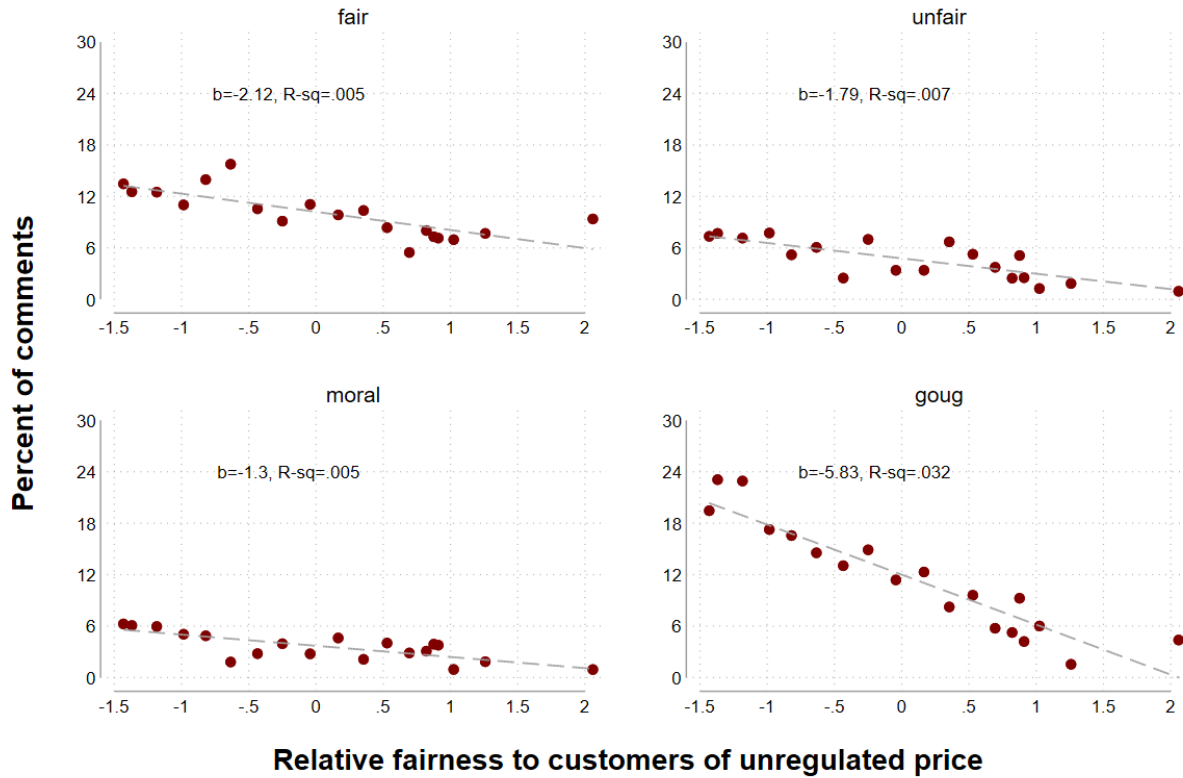 fair
unfair
30
24
18
12
6
0
b=-2.12, R-sq=.005
-1.5 -1 -.5 0 .5 1 1.5 2
30
24
18
12
6
0
b=-1.79, R-sq=.007
-1.5 -1 -.5 0 .5 1 1.5 2
moral
goug
30
24
18
12
6
0
b=-1.3, R-sq=.005
-1.5 -1 -.5 0 .5 1 1.5 2
30
24
18
12
6
0
b=-5.83, R-sq=.032
-1.5 -1 -.5 0 .5 1 1.5 2
Percent of comments
Relative fairness to customers of unregulated price